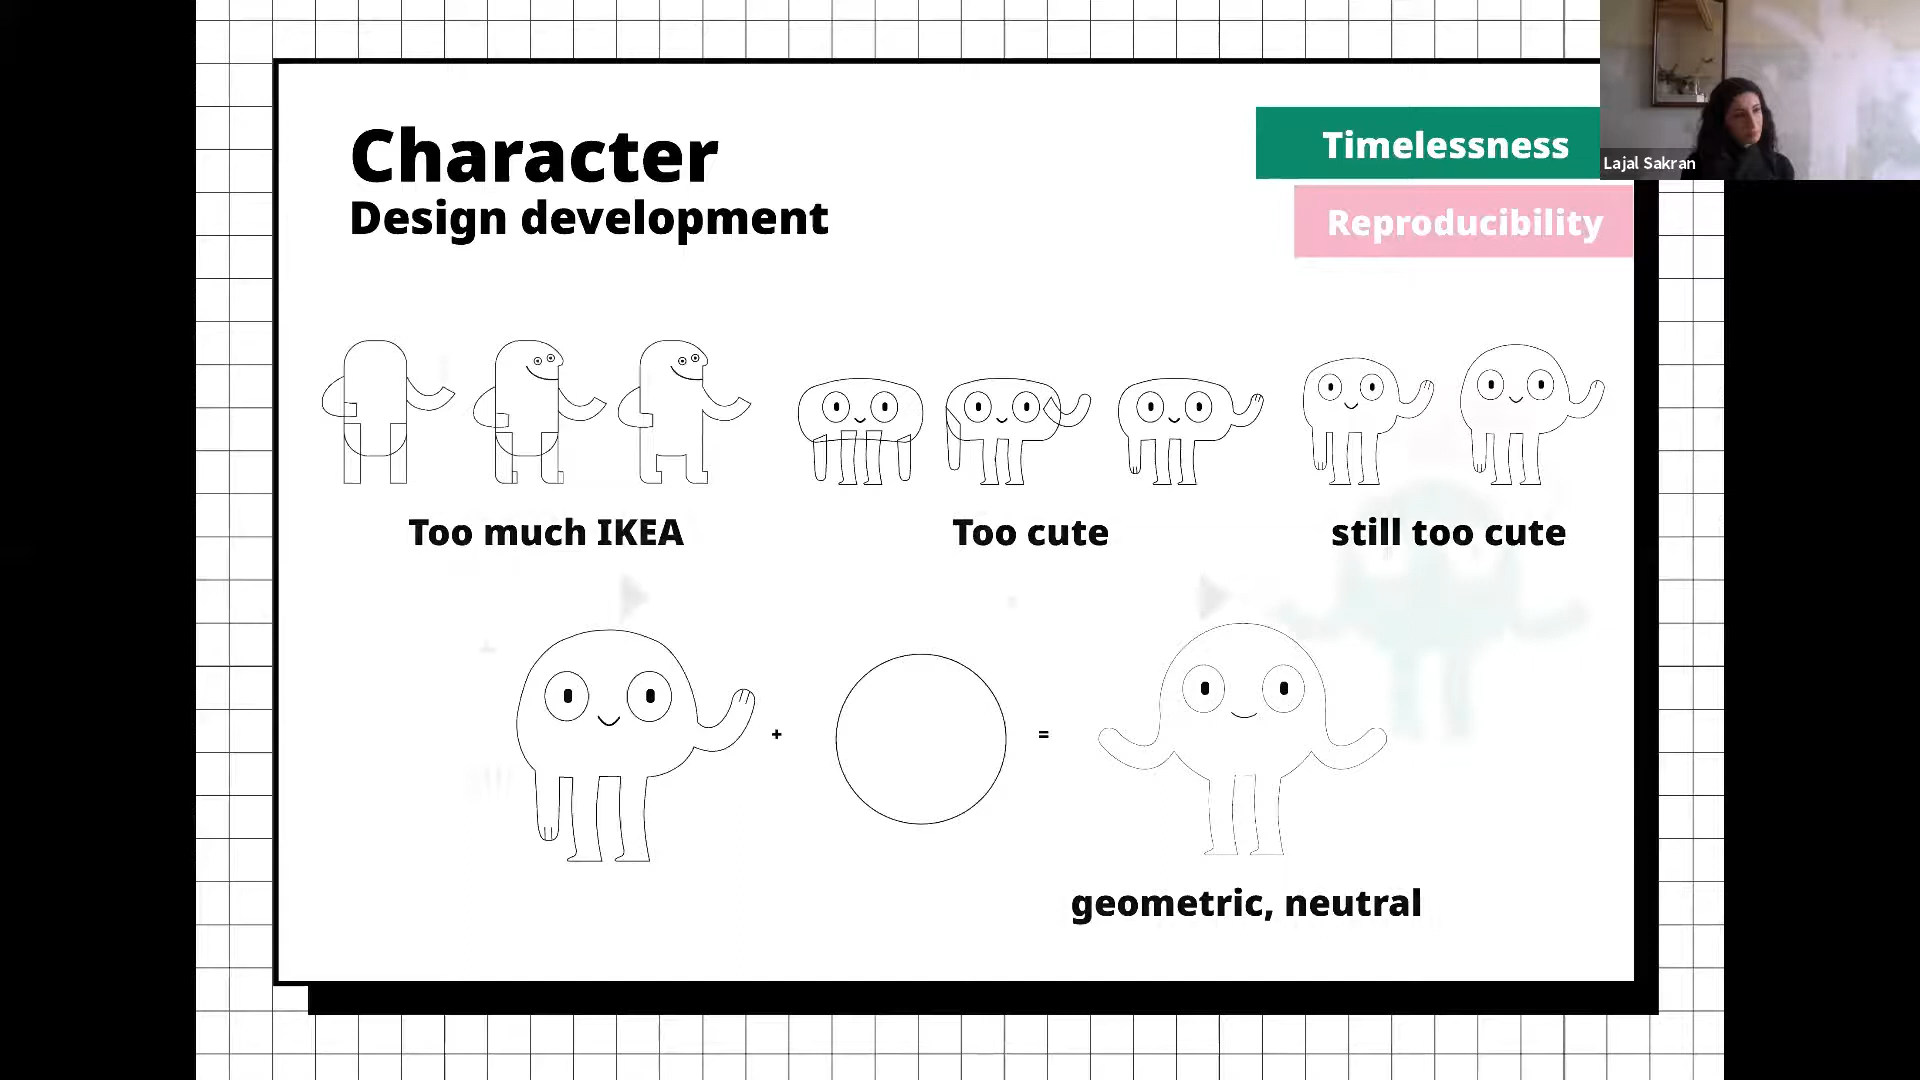 Character
Design development
Timelessness
Reproducibility
Lajal Sakran
Too much IKEA
Too cute
still too cute
+
=
geometric, neutral